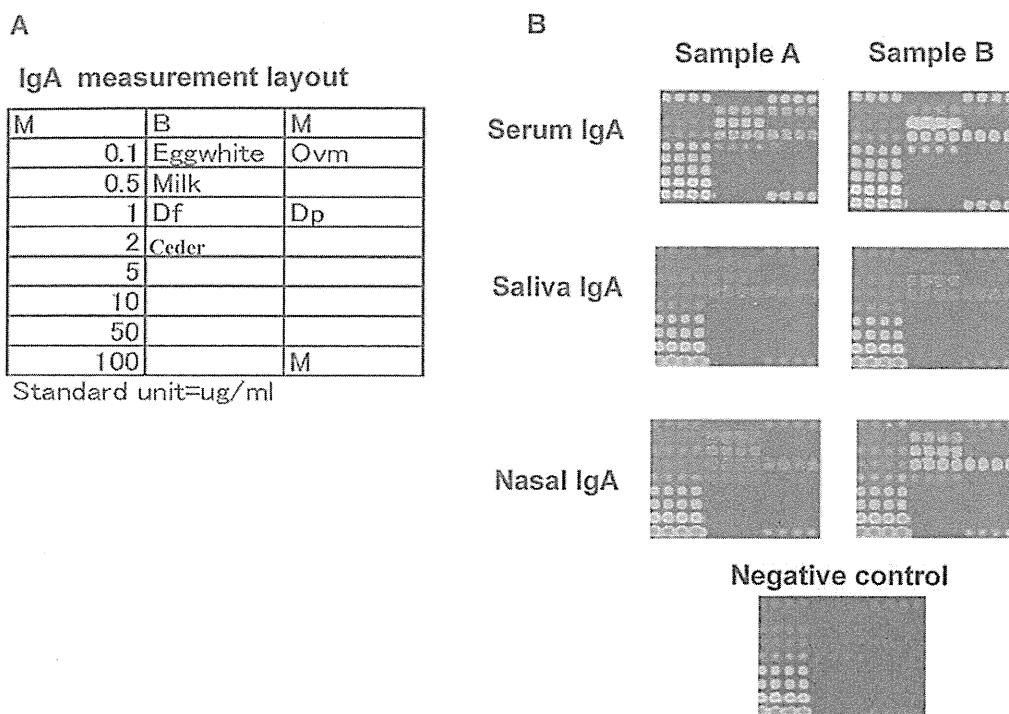 A
IgA measurement layout
M B M
0.1 Eggwhite Ovm
0.5 Milk
1 Df Dp
2 Ceder
5
10
50
100 M
Standard unit=ug/ml
B
Sample A Sample B
Serum IgA
Saliva IgA
Nasal IgA
Negative control